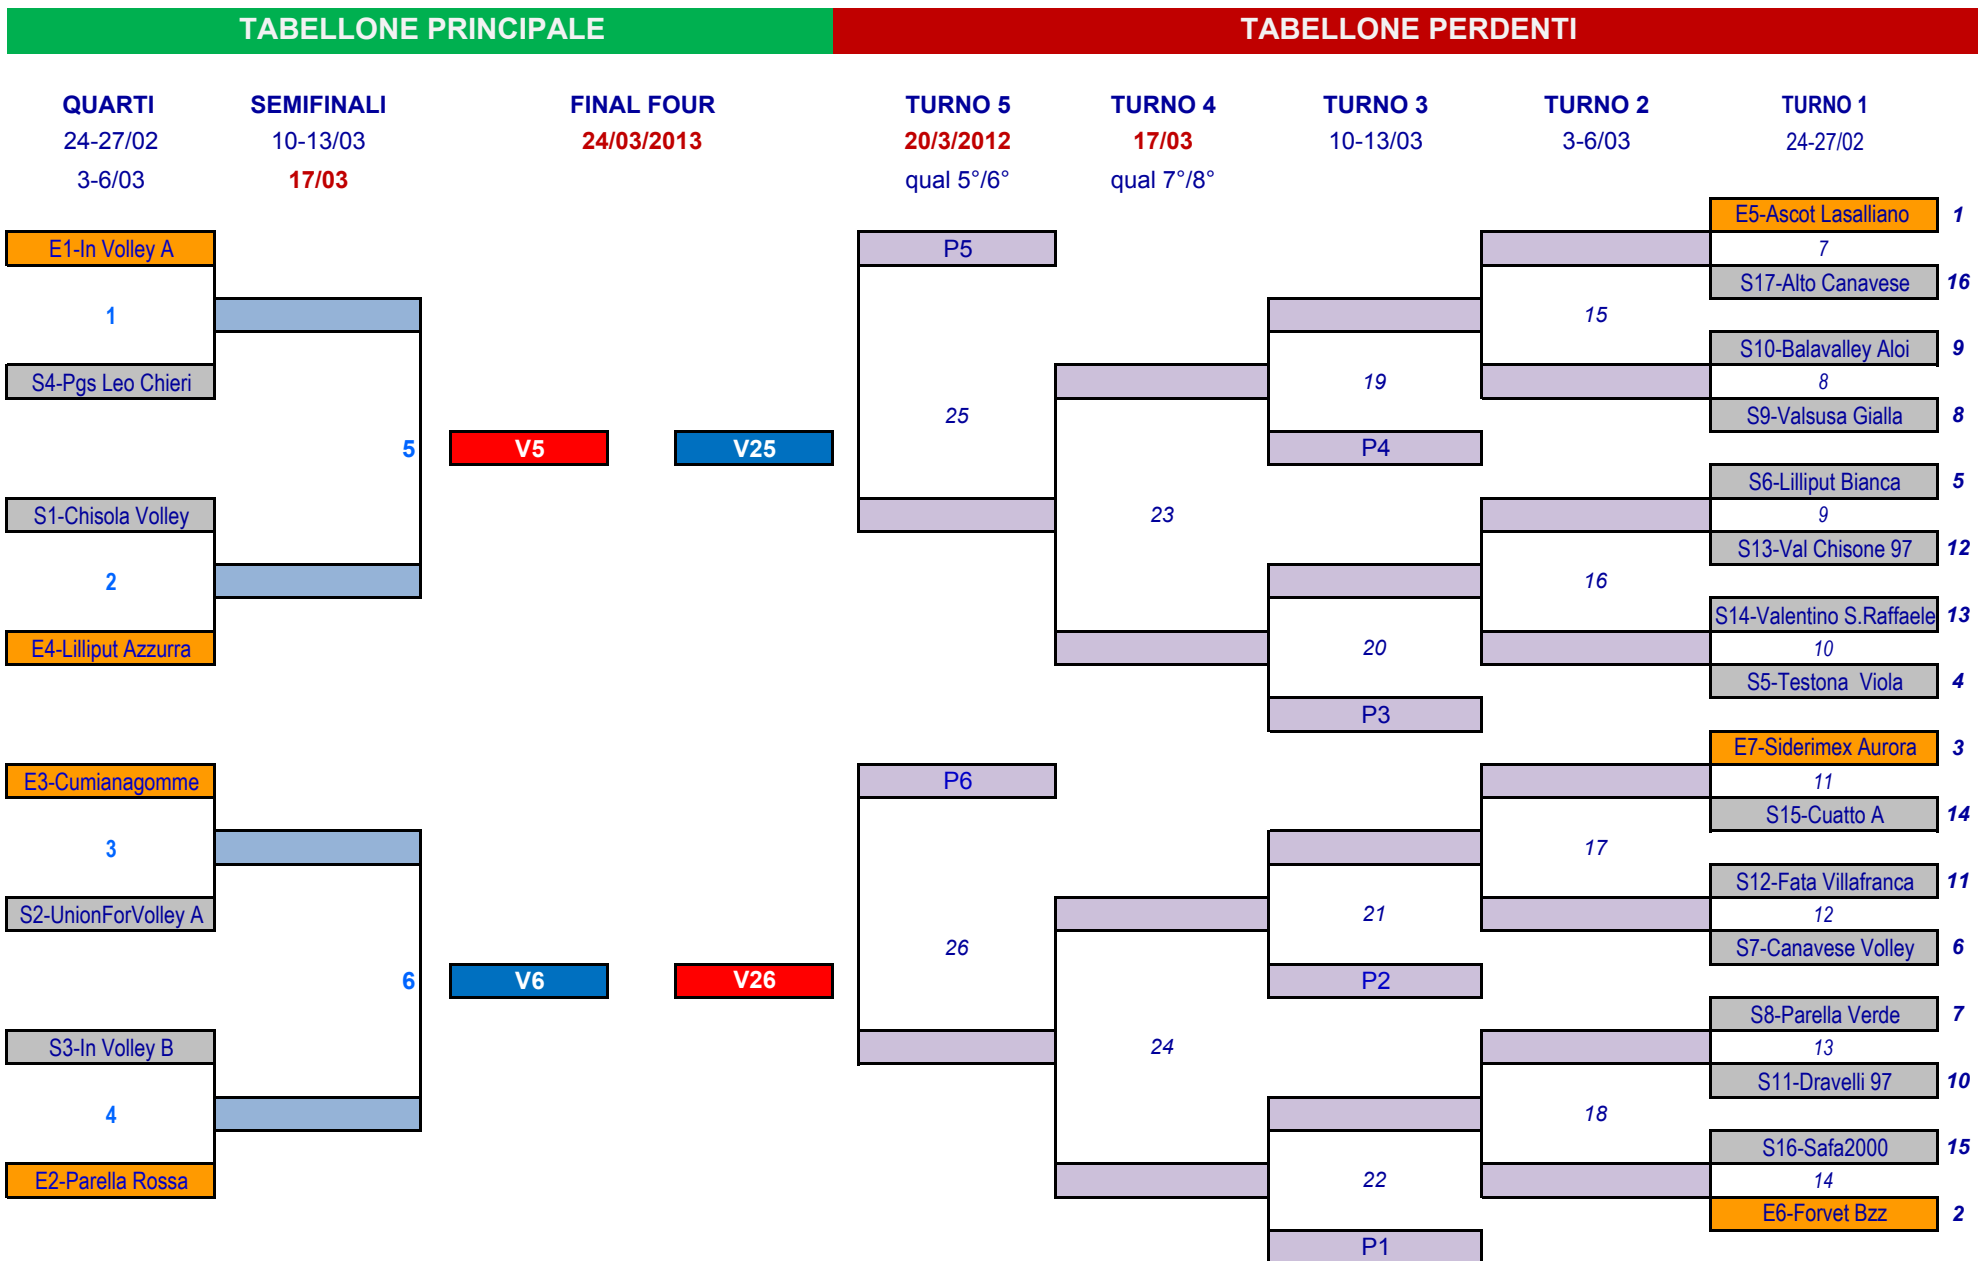 TABELLONE PRINCIPALE TABELLONE PERDENTI
QUARTI SEMIFINALI FINAL FOUR TURNO 5 TURNO 4 TURNO 3 TURNO 2 TURNO 1
24-27/02 10-13/03 24/03/2013 20/3/2012 17/03 10-13/03 3-6/03 24-27/02
3-6/03 17/03 qual 5°/6° qual 7°/8°
E5-Ascot Lasalliano 1
E1-In Volley A P5 7
S17-Alto Canavese 16
1 15
S10-Balavalley Aloi 9
S4-Pgs Leo Chieri 19 8
25 S9-Valsusa Gialla 8
5 V5 V25 P4
S6-Lilliput Bianca 5
S1-Chisola Volley 23 9
S13-Val Chisone 97 12
2 16
S14-Valentino S.Raffaele 13
E4-Lilliput Azzurra 20 10
S5-Testona Viola 4
P3
E7-Siderimex Aurora 3
E3-Cumianagomme P6 11
S15-Cuatto A 14
3 17
S12-Fata Villafranca 11
S2-UnionForVolley A 21 12
26 S7-Canavese Volley 6
6 V6 V26 P2
S8-Parella Verde 7
S3-In Volley B 24 13
S11-Dravelli 97 10
4 18
S16-Safa2000 15
E2-Parella Rossa 22 14
E6-Forvet Bzz 2
P1